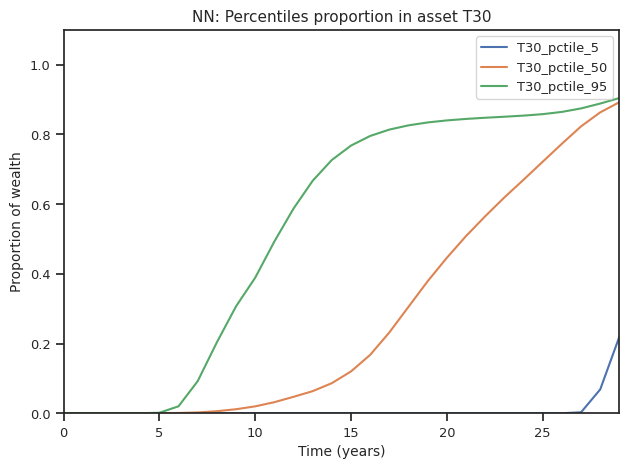 NN: Percentiles proportion in asset T30
T30_pctile_5
T30_pctile_50
T30_pctile_95
Proportion of wealth
1.0
0.8
0.6
0.4
0.2
0.0
0 5 10 15 20 25
Time (years)